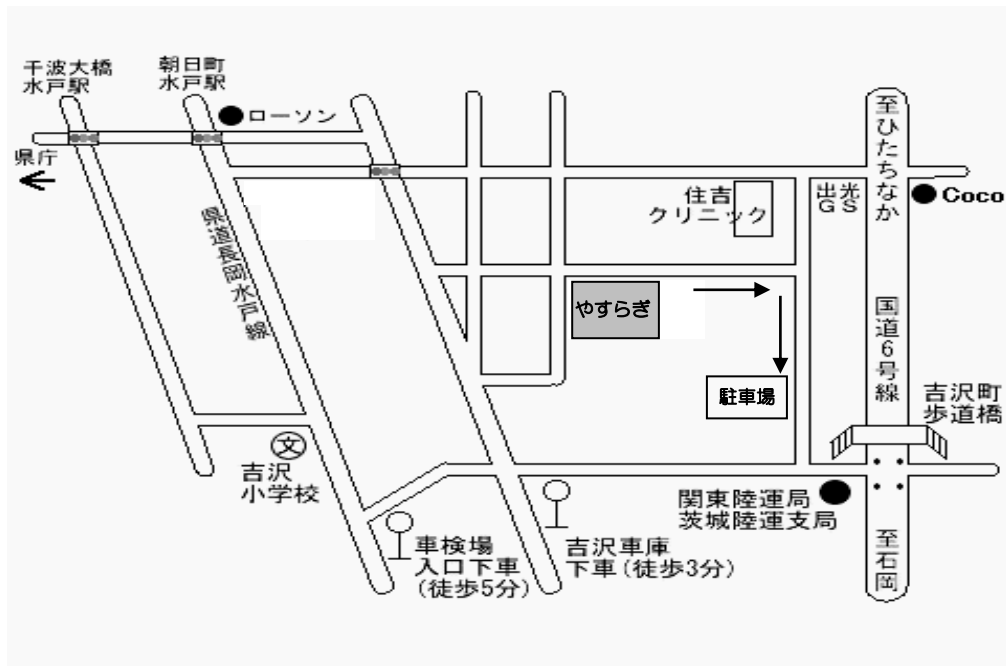 千波大橋
水戸駅
朝日町
水戸駅
ローソン
県庁
県道長岡水戸線
住吉
クリニック
出光
GS
至ひたちなか
Coco
やすらぎ
国道6号線
駐車場
吉沢町
歩道橋
文
吉沢
小学校
関東陸運局
茨城陸運支局
車検場
入口下車
(徒歩5分)
吉沢車庫
下車(徒歩3分)
至石岡